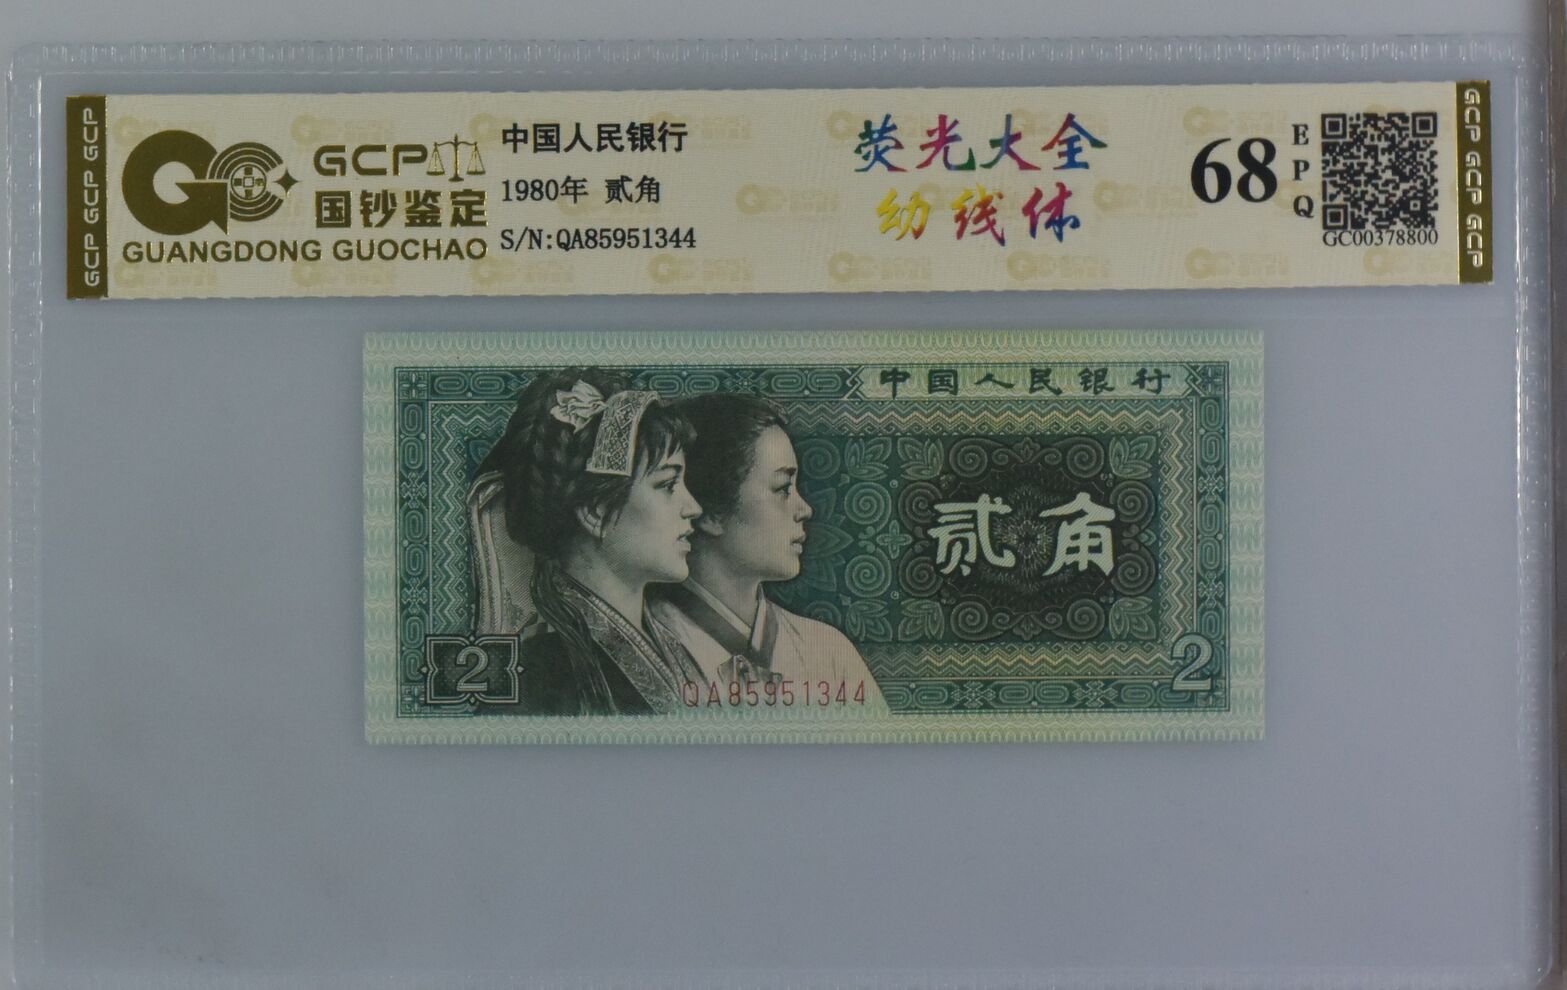 GCP GCP GCP
GCP
国钞鉴定
GUANGDONG GUOCHAO
中国人民银行
1980年 贰角
S/N:QA85951344
荧光大全
幼线体
68
EPQ
GC00378800
GCP GCP GCP
中国人民银行
贰角
2
2
QA85951344